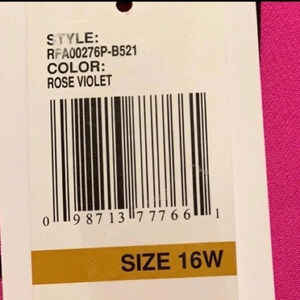 STYLE:
RFA00276P-B521
COLOR:
ROSE VIOLET
0 98713 77766 1
SIZE 16W